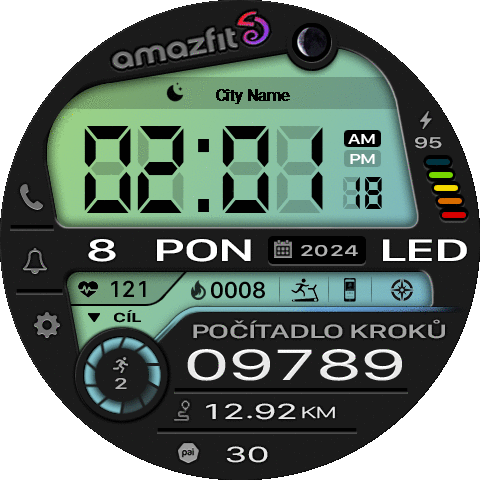 amazfit
City Name
95
02:01 AM
PM
18
8 PON 2024 LED
121 0008
CÍL
POČÍTADLO KROKŮ
09789
2
12.92 KM
pai 30